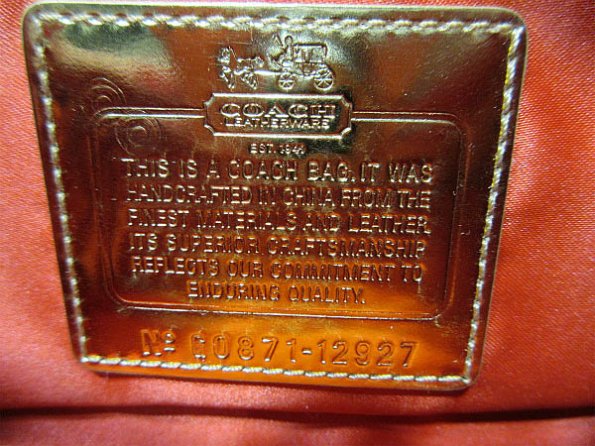 COACH
LEATHERWARE
EST. 1941
THIS IS A COACH BAG. IT WAS
HANDCRAFTED IN CHINA FROM THE
FINEST MATERIALS AND LEATHER.
ITS SUPERIOR CRAFTSMANSHIP
REFLECTS OUR COMMITMENT TO
ENDURING QUALITY.
Nº C0871-12927